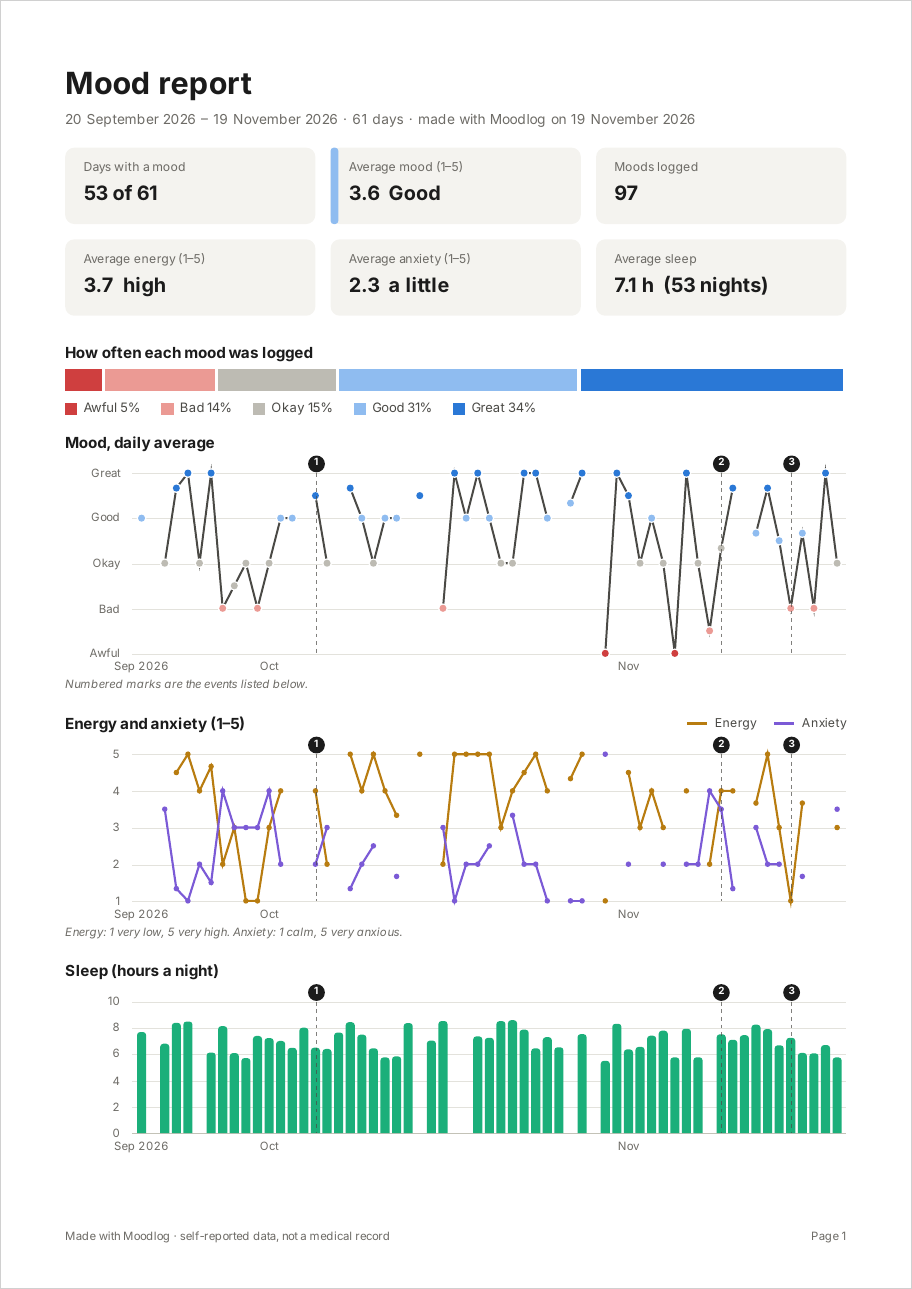 Mood report
20 September 2026 – 19 November 2026 · 61 days · made with Moodlog on 19 November 2026
Days with a mood
53 of 61
Average mood (1–5)
3.6 Good
Moods logged
97
Average energy (1–5)
3.7 high
Average anxiety (1–5)
2.3 a little
Average sleep
7.1 h (53 nights)
How often each mood was logged
Awful 5% Bad 14% Okay 15% Good 31% Great 34%
Mood, daily average
1 2 3
Great
Good
Okay
Bad
Awful
Sep 2026 Oct Nov
Numbered marks are the events listed below.
Energy and anxiety (1–5) Energy Anxiety
1 2 3
5
4
3
2
1
Sep 2026 Oct Nov
Energy: 1 very low, 5 very high. Anxiety: 1 calm, 5 very anxious.
Sleep (hours a night)
1 2 3
10
8
6
4
2
0
Sep 2026 Oct Nov
Made with Moodlog · self-reported data, not a medical record Page 1